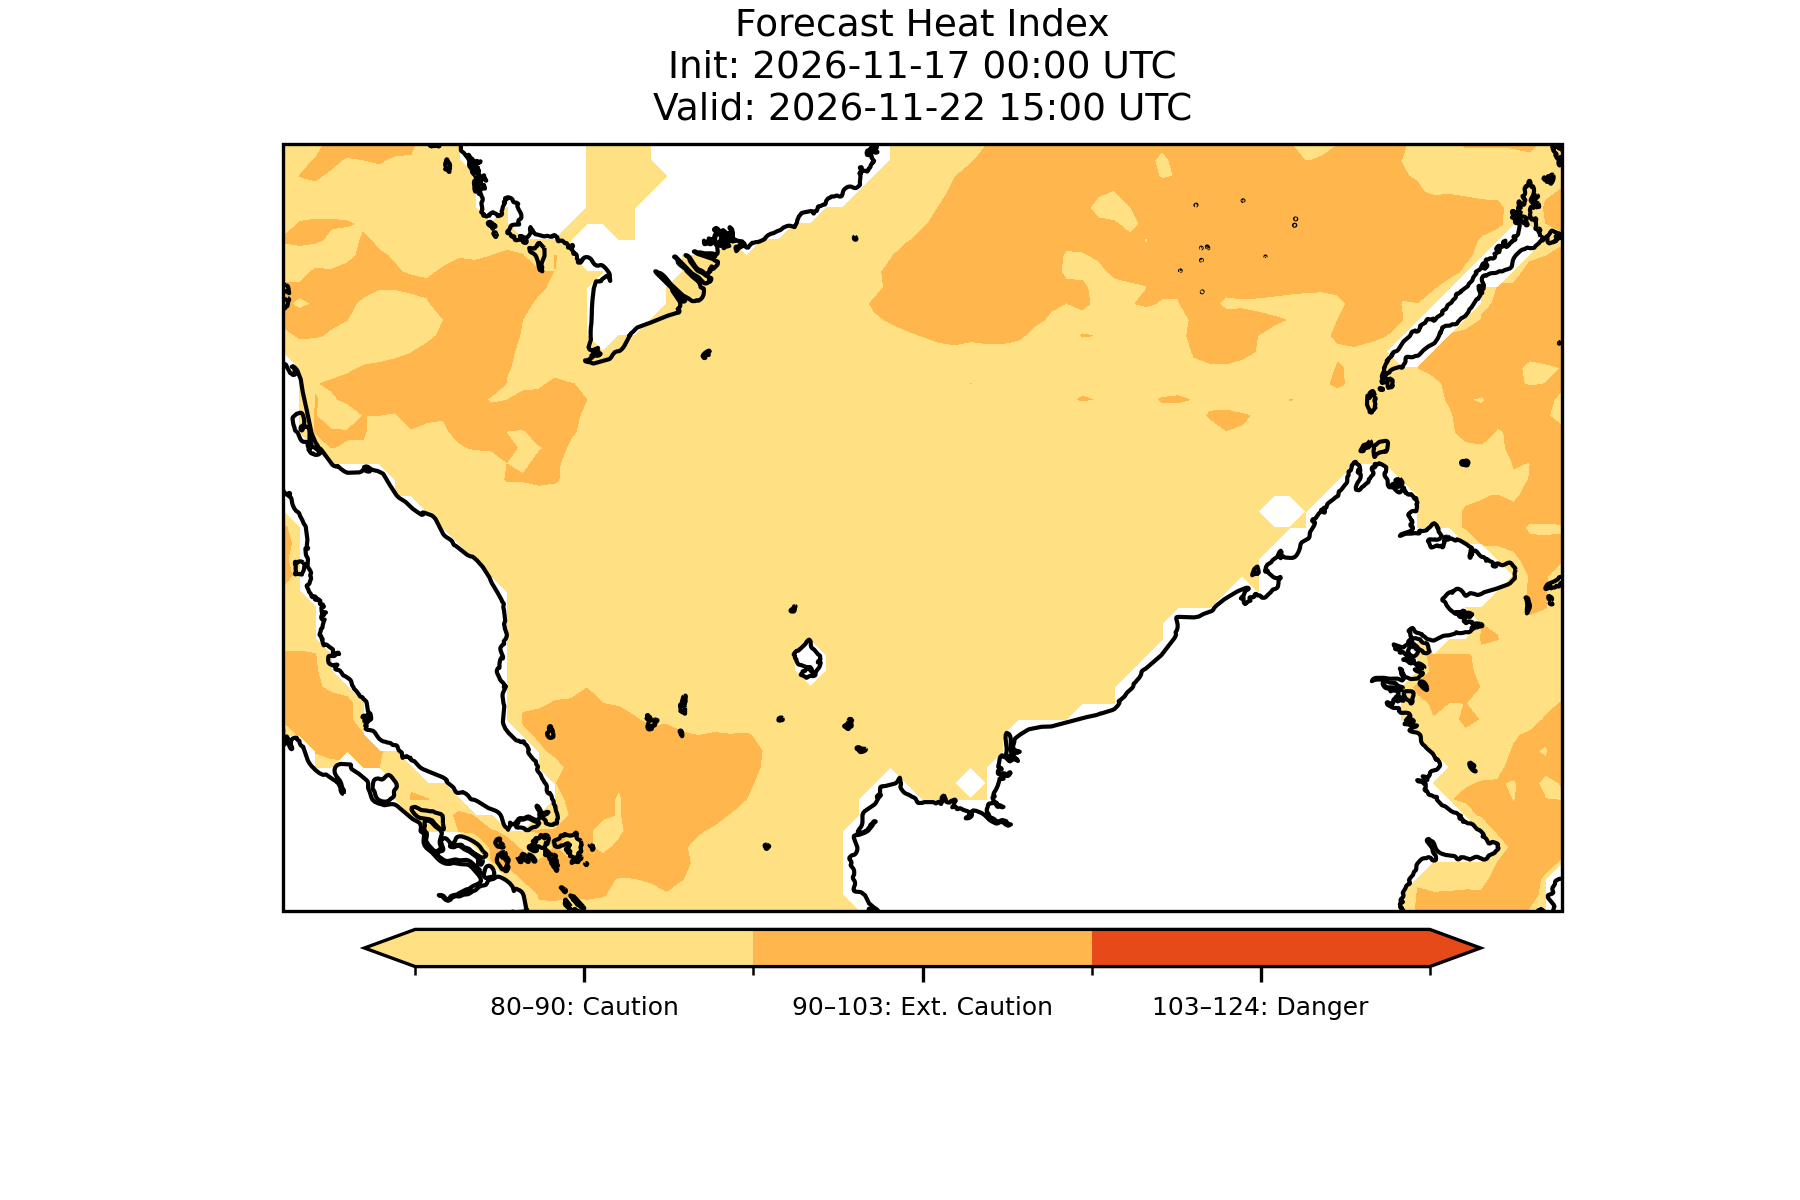 Forecast Heat Index
Init: 2026-11-17 00:00 UTC
Valid: 2026-11-22 15:00 UTC
80–90: Caution
90–103: Ext. Caution
103–124: Danger